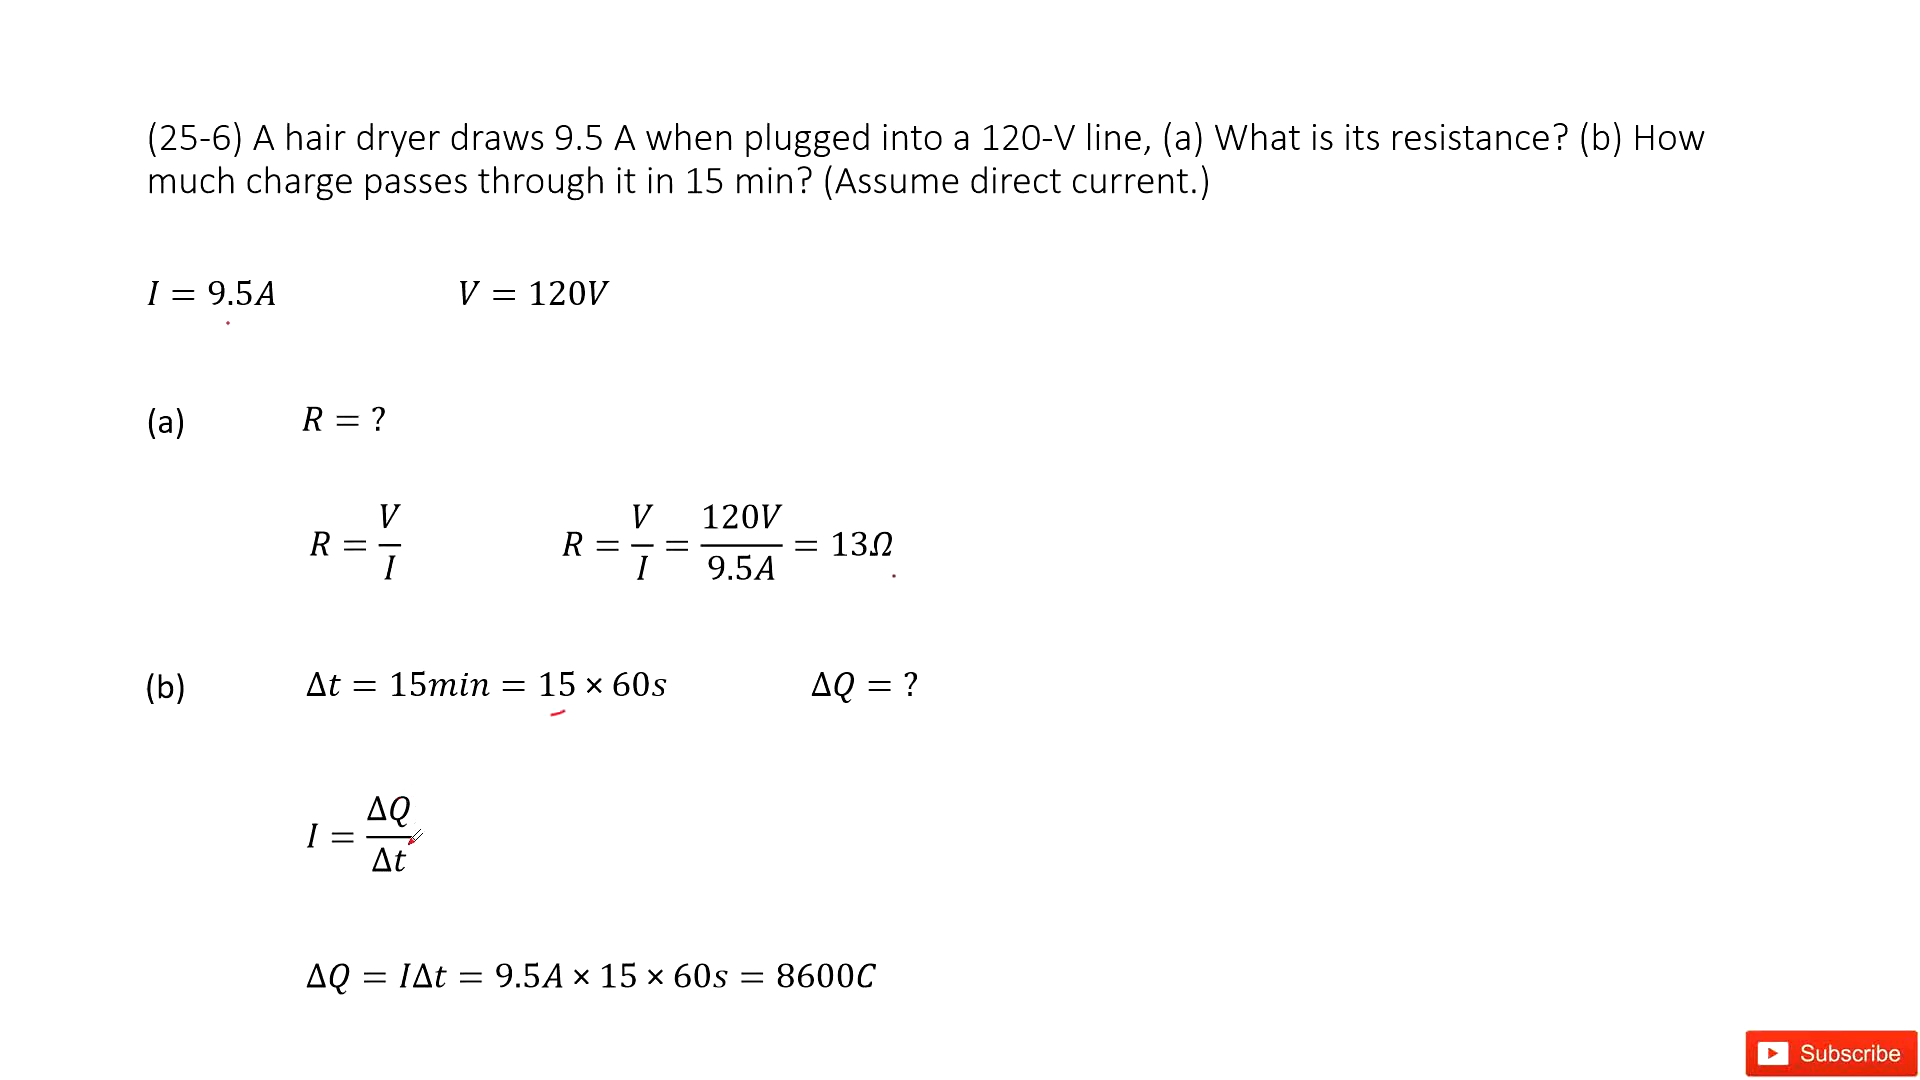 (25-6) A hair dryer draws 9.5 A when plugged into a 120-V line, (a) What is its resistance? (b) How
much charge passes through it in 15 min? (Assume direct current.)
I = 9.5A V = 120V
(a) R = ?
R = V/I R = V/I = 120V/9.5A = 13Ω
(b) Δt = 15min = 15 × 60s ΔQ = ?
I = ΔQ/Δt
ΔQ = IΔt = 9.5A × 15 × 60s = 8600C
Subscribe